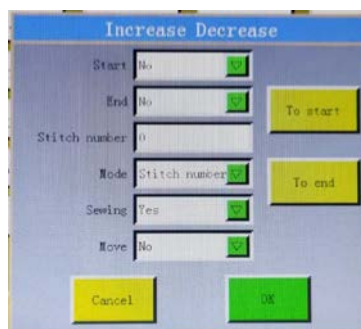 Increase Decrease
Start No
End No
To start
Stitch number 0
Mode Stitch number
To end
Sewing Yes
Move No
Cancel OK